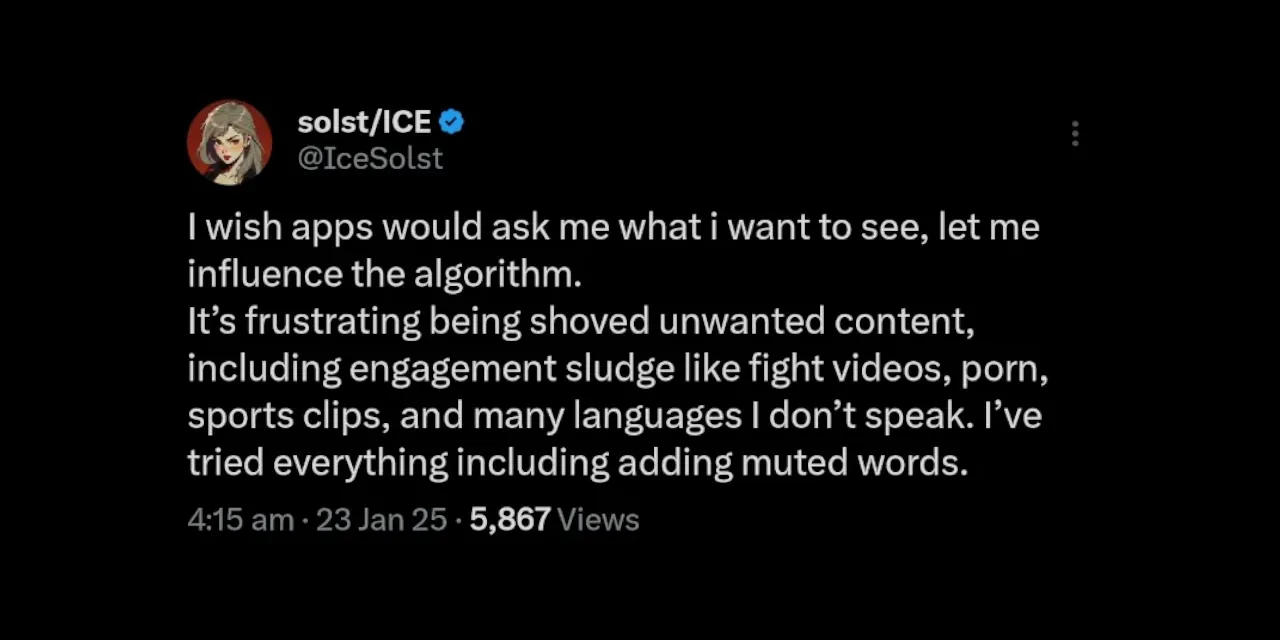 solst/ICE
@IceSolst
I wish apps would ask me what i want to see, let me
influence the algorithm.
It’s frustrating being shoved unwanted content,
including engagement sludge like fight videos, porn,
sports clips, and many languages I don’t speak. I’ve
tried everything including adding muted words.
4:15 am · 23 Jan 25 · 5,867 Views